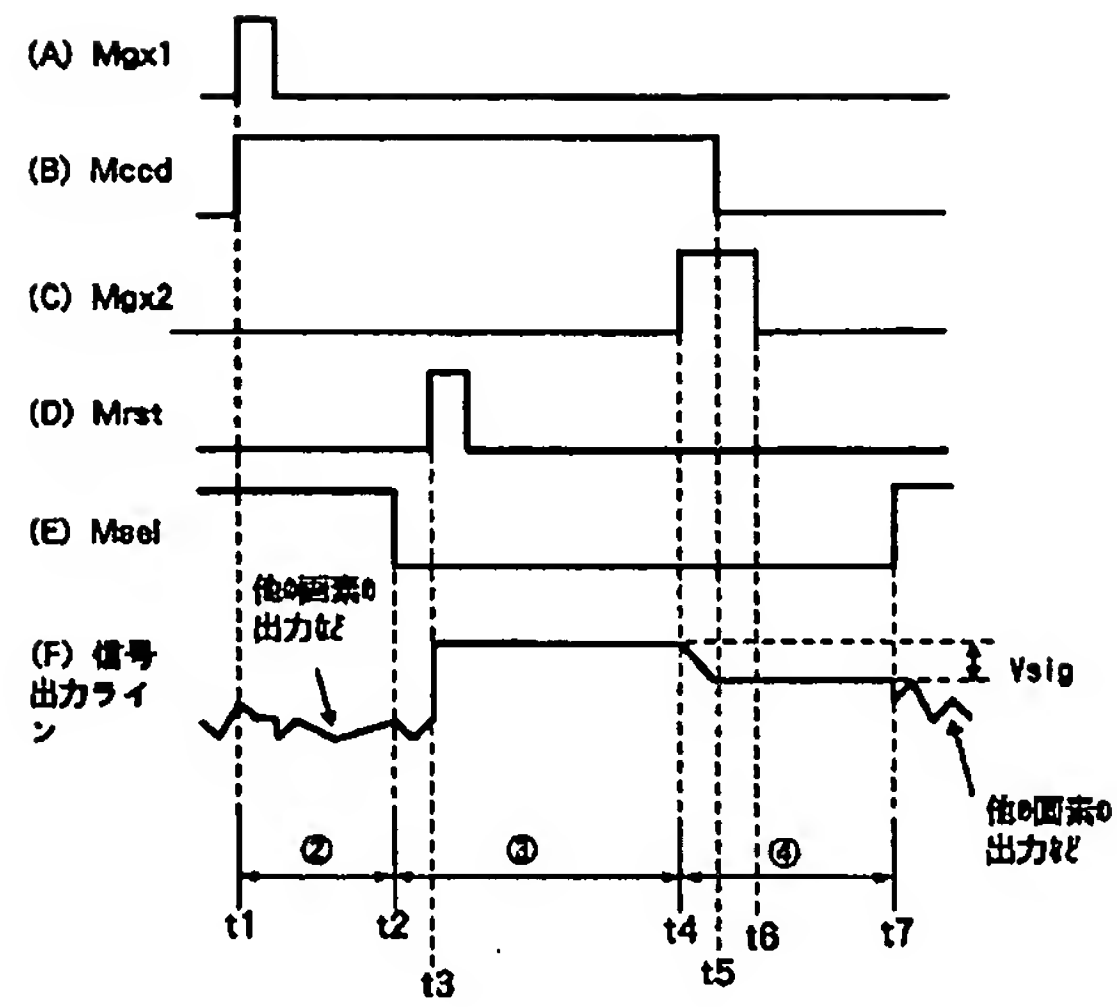 (A) Mgx1
(B) Mccd
(C) Mgx2
(D) Mrst
(E) Msel
他の画素の
出力など
(F) 信号
出力ライ
ン
Vsig
他の画素の
出力など
② ③ ④
t1 t2 t4 t6 t7
t3 t5